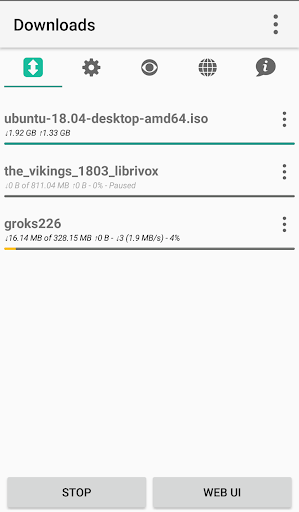 Downloads
ubuntu-18.04-desktop-amd64.iso
↓1.92 GB ↑1.33 GB
the_vikings_1803_librivox
↓0 B of 811.04 MB ↑0 B - 0% - Paused
groks226
↓16.14 MB of 328.15 MB ↑0 B - ↓3 (1.9 MB/s) - 4%
STOP WEB UI